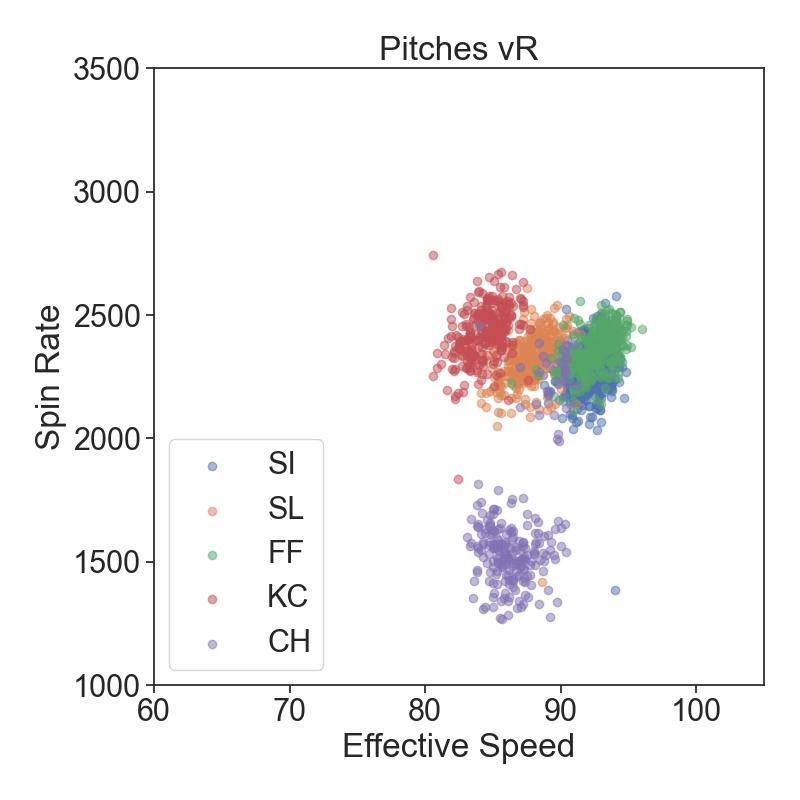 Pitches vR
3500
3000
2500
2000
1500
1000
Spin Rate
SI
SL
FF
KC
CH
60 70 80 90 100
Effective Speed